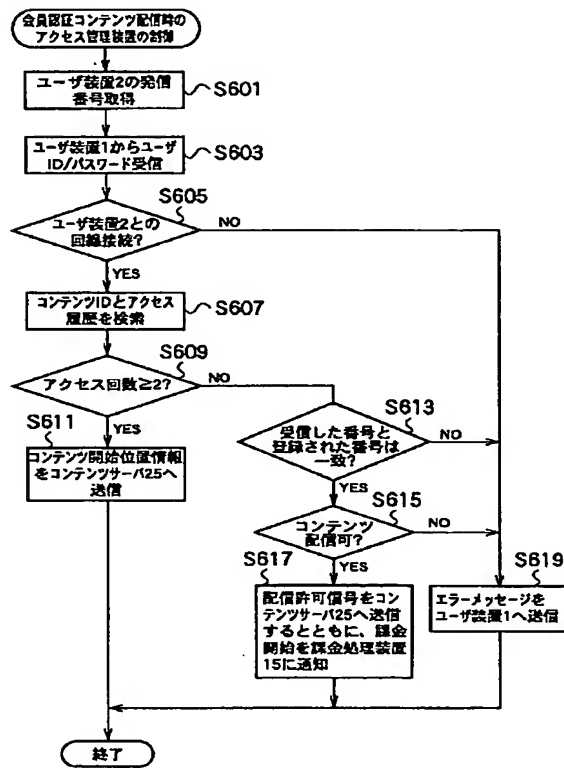 会員認証コンテンツ配信時の
アクセス管理装置の制御
ユーザ装置2の発信
番号取得
S601
ユーザ装置1からユーザ
ID/パスワード受信
S603
S605
ユーザ装置2との
回線接続?
NO
YES
コンテンツIDとアクセス
履歴を検索
S607
S609
アクセス回数≧2?
NO
YES
S611
コンテンツ開始位置情報
をコンテンツサーバ25へ
送信
S613
受信した番号と
登録された番号は
一致?
NO
YES
S615
コンテンツ
配信可?
NO
YES
S617
配信許可信号をコン
テンツサーバ25へ送信
するとともに、課金
開始を課金処理装置
15に通知
S619
エラーメッセージを
ユーザ装置1へ送信
終了